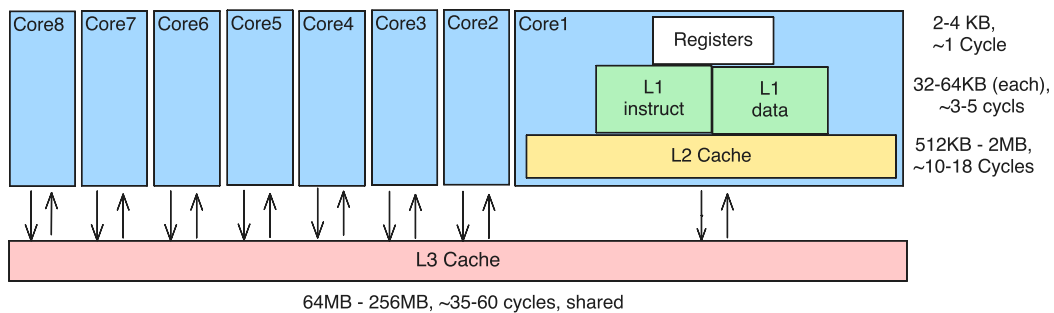 Core8
Core7
Core6
Core5
Core4
Core3
Core2
Core1
Registers
2-4 KB,
~1 Cycle
L1
instruct
L1
data
32-64KB (each),
~3-5 cycls
L2 Cache
512KB - 2MB,
~10-18 Cycles
L3 Cache
64MB - 256MB, ~35-60 cycles, shared